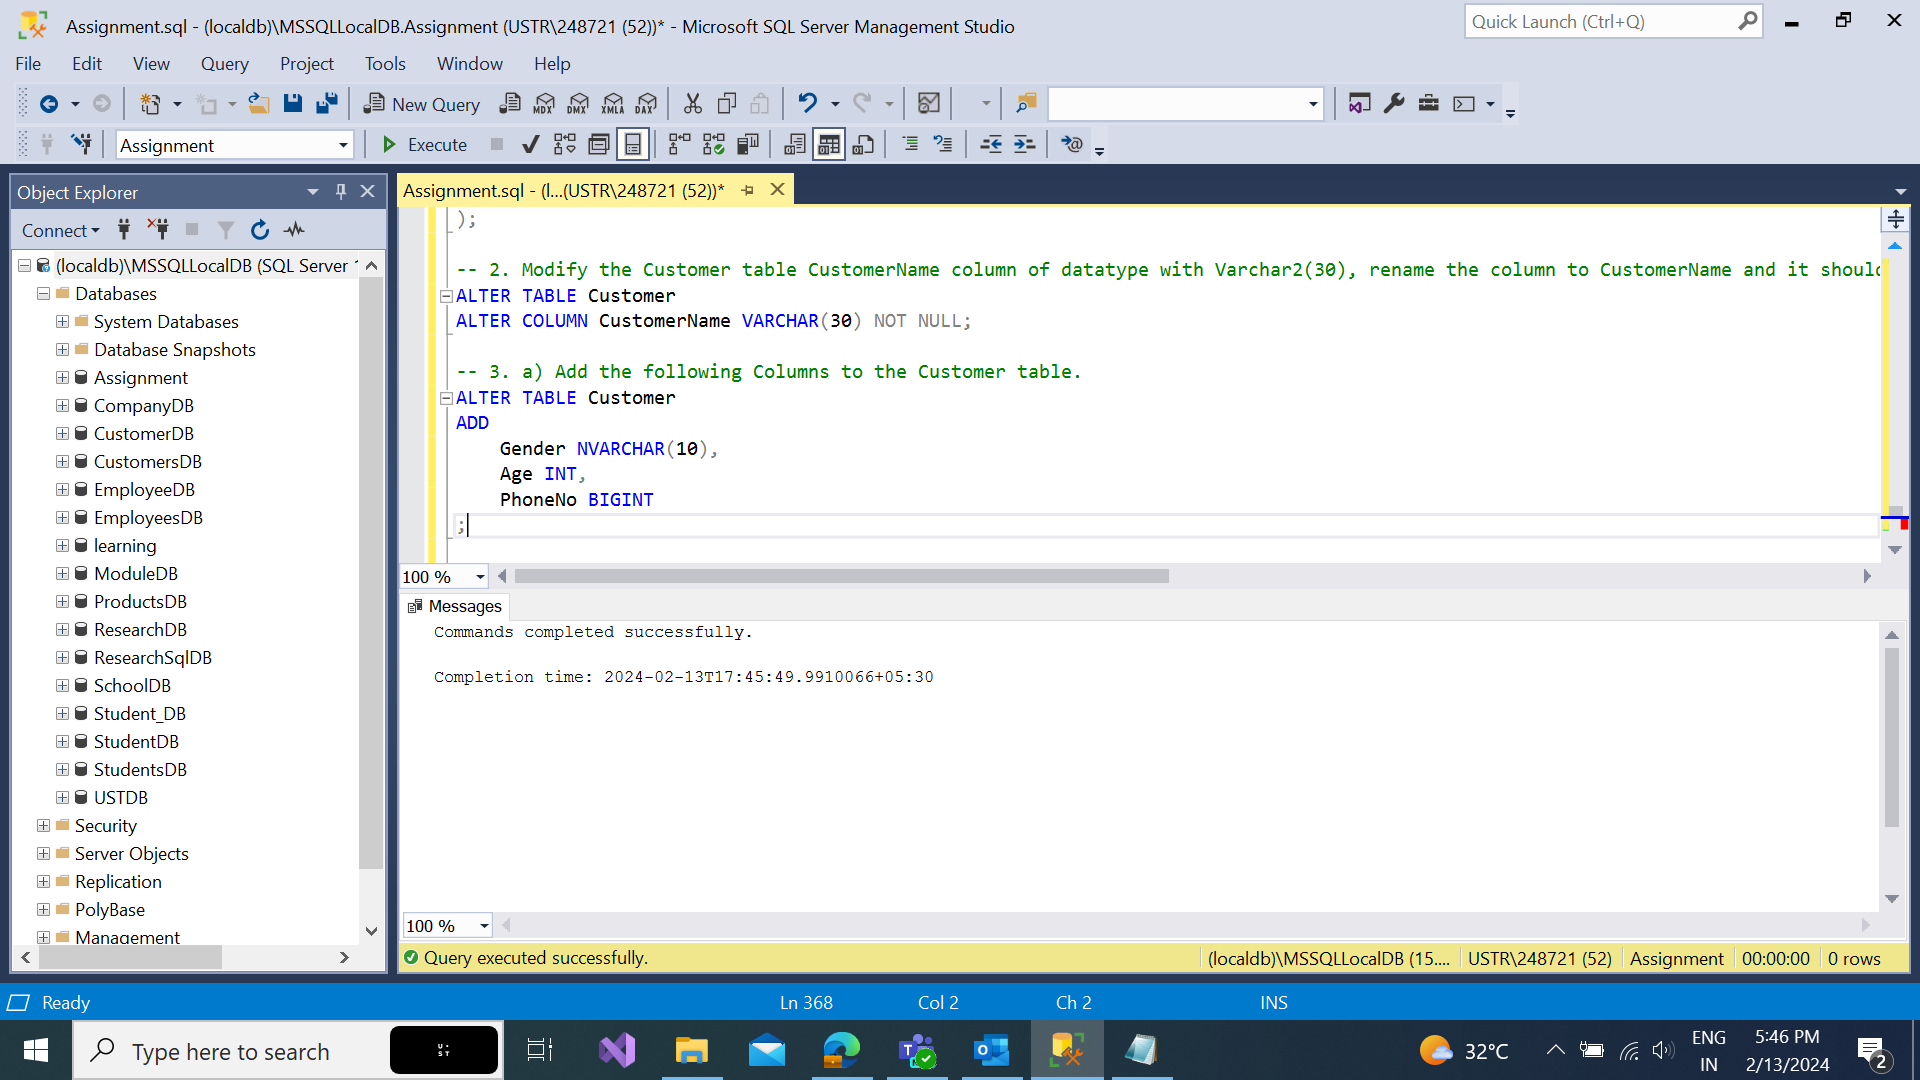 Assignment.sql - (localdb)\MSSQLLocalDB.Assignment (USTR\248721 (52))* - Microsoft SQL Server Management Studio
Quick Launch (Ctrl+Q)
File Edit View Query Project Tools Window Help
New Query MDX DMX XMLA DAX
Assignment Execute
Object Explorer
Connect
(localdb)\MSSQLLocalDB (SQL Server 1
Databases
System Databases
Database Snapshots
Assignment
CompanyDB
CustomerDB
CustomersDB
EmployeeDB
EmployeesDB
learning
ModuleDB
ProductsDB
ResearchDB
ResearchSqlDB
SchoolDB
Student_DB
StudentDB
StudentsDB
USTDB
Security
Server Objects
Replication
PolyBase
Management
Assignment.sql - (l...(USTR\248721 (52))*
);
-- 2. Modify the Customer table CustomerName column of datatype with Varchar2(30), rename the column to CustomerName and it should
ALTER TABLE Customer
ALTER COLUMN CustomerName VARCHAR(30) NOT NULL;
-- 3. a) Add the following Columns to the Customer table.
ALTER TABLE Customer
ADD
Gender NVARCHAR(10),
Age INT,
PhoneNo BIGINT
;
100 %
Messages
Commands completed successfully.
Completion time: 2024-02-13T17:45:49.9910066+05:30
100 %
Query executed successfully. (localdb)\MSSQLLocalDB (15.... USTR\248721 (52) Assignment 00:00:00 0 rows
Ready Ln 368 Col 2 Ch 2 INS
Type here to search
32°C
ENG
IN
5:46 PM
2/13/2024
2